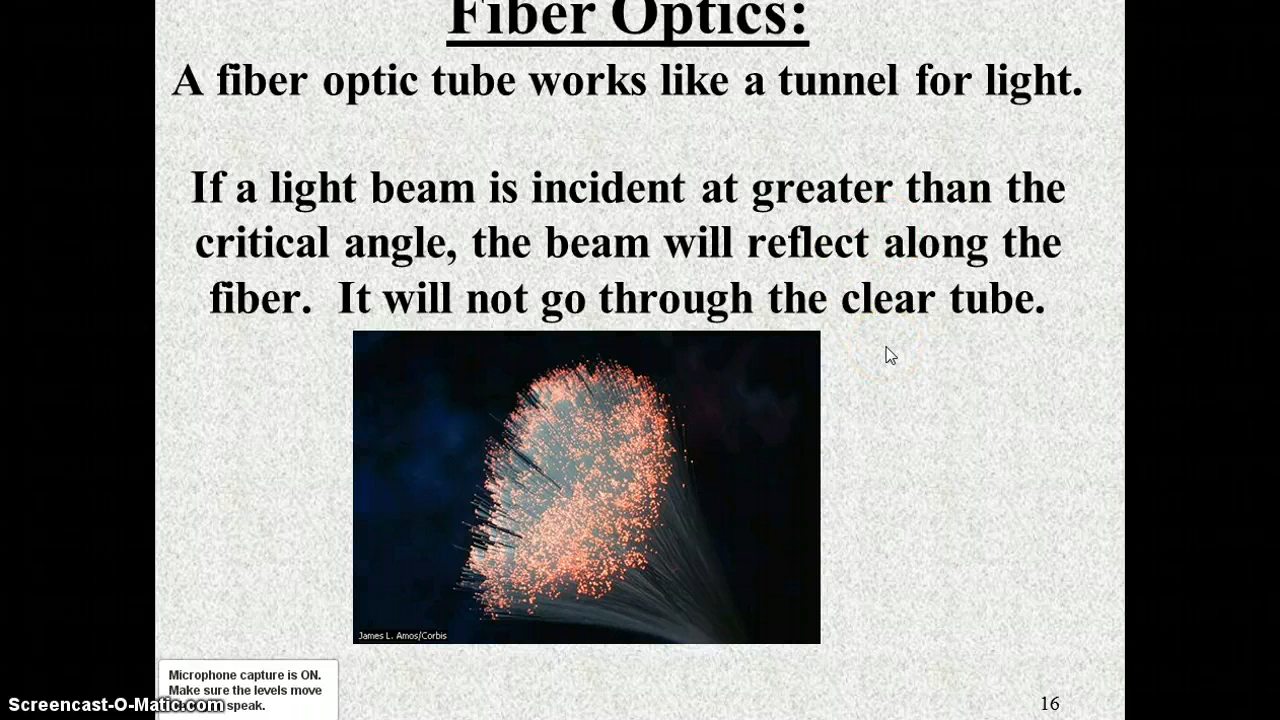 Fiber Optics:
A fiber optic tube works like a tunnel for light.
If a light beam is incident at greater than the
critical angle, the beam will reflect along the
fiber. It will not go through the clear tube.
James L. Amos/Corbis
Microphone capture is ON.
Make sure the levels move
speak.
Screencast-O-Matic.com
16